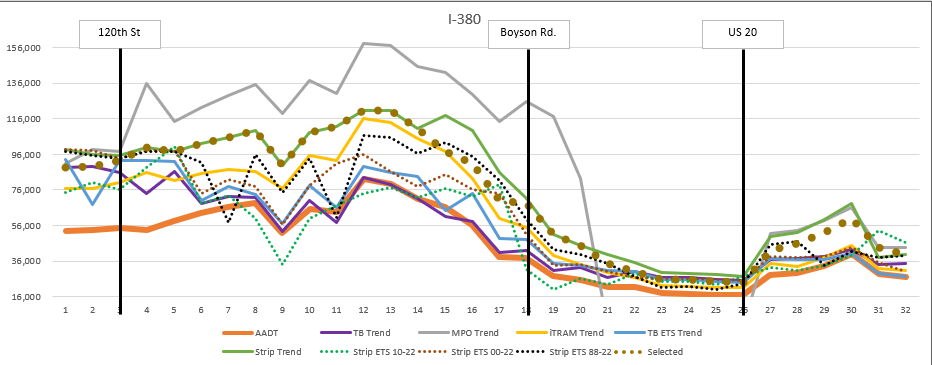 I-380
120th St
Boyson Rd.
US 20
156,000
136,000
116,000
96,000
76,000
56,000
36,000
16,000
1 2 3 4 5 6 7 8 9 10 11 12 13 14 15 16 17 18 19 20 21 22 23 24 25 26 27 28 29 30 31 32
AADT TB Trend MPO Trend iTRAM Trend TB ETS Trend
Strip Trend Strip ETS 10-22 Strip ETS 00-22 Strip ETS 88-22 Selected